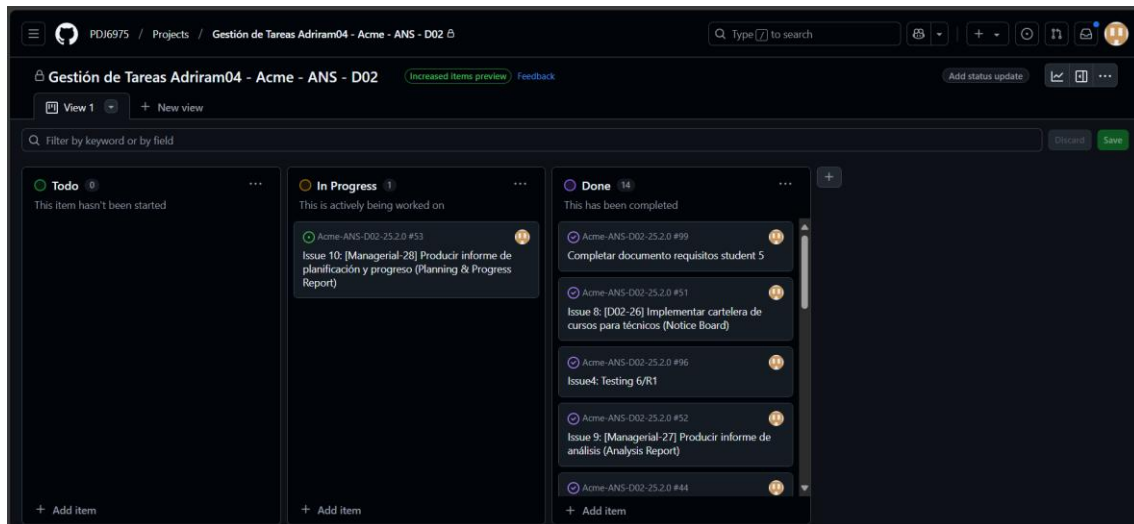 PDJ6975 / Projects / Gestión de Tareas Adriram04 - Acme - ANS - D02
Type / to search
Gestión de Tareas Adriram04 - Acme - ANS - D02
Increased items preview
Feedback
Add status update
View 1
+ New view
Filter by keyword or by field
Discard
Save
Todo 0
This item hasn't been started
+ Add item
In Progress 1
This is actively being worked on
Acme-ANS-D02-25.2.0 #53
Issue 10: [Managerial-28] Producir informe de
planificación y progreso (Planning & Progress
Report)
+ Add item
Done 14
This has been completed
Acme-ANS-D02-25.2.0 #99
Completar documento requisitos student 5
Acme-ANS-D02-25.2.0 #51
Issue 8: [D02-26] Implementar cartelera de
cursos para técnicos (Notice Board)
Acme-ANS-D02-25.2.0 #96
Issue4: Testing 6/R1
Acme-ANS-D02-25.2.0 #52
Issue 9: [Managerial-27] Producir informe de
análisis (Analysis Report)
Acme-ANS-D02-25.2.0 #44
+ Add item